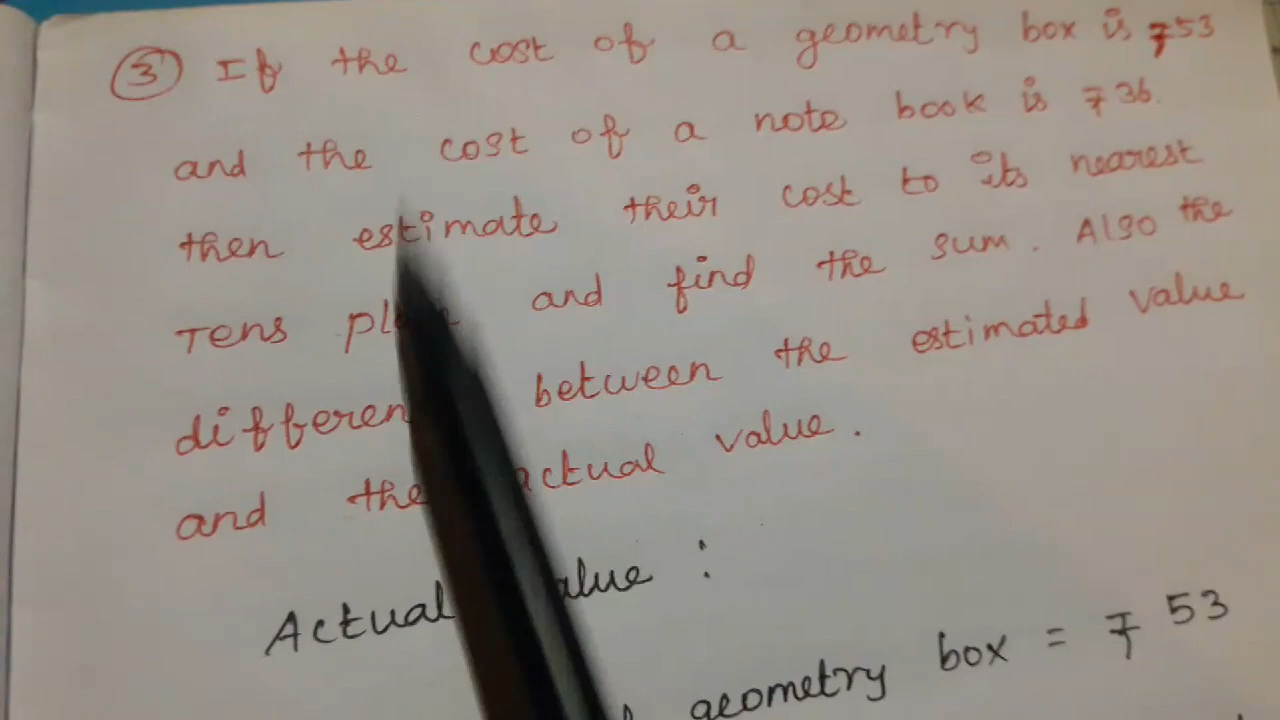 3 If the cost of a geometry box is ₹53
and the cost of a note book is ₹36.
then estimate their cost to its nearest
Tens and find the sum. Also the
between the estimated value
and the actual value.
Actual value :
geometry box = ₹ 53